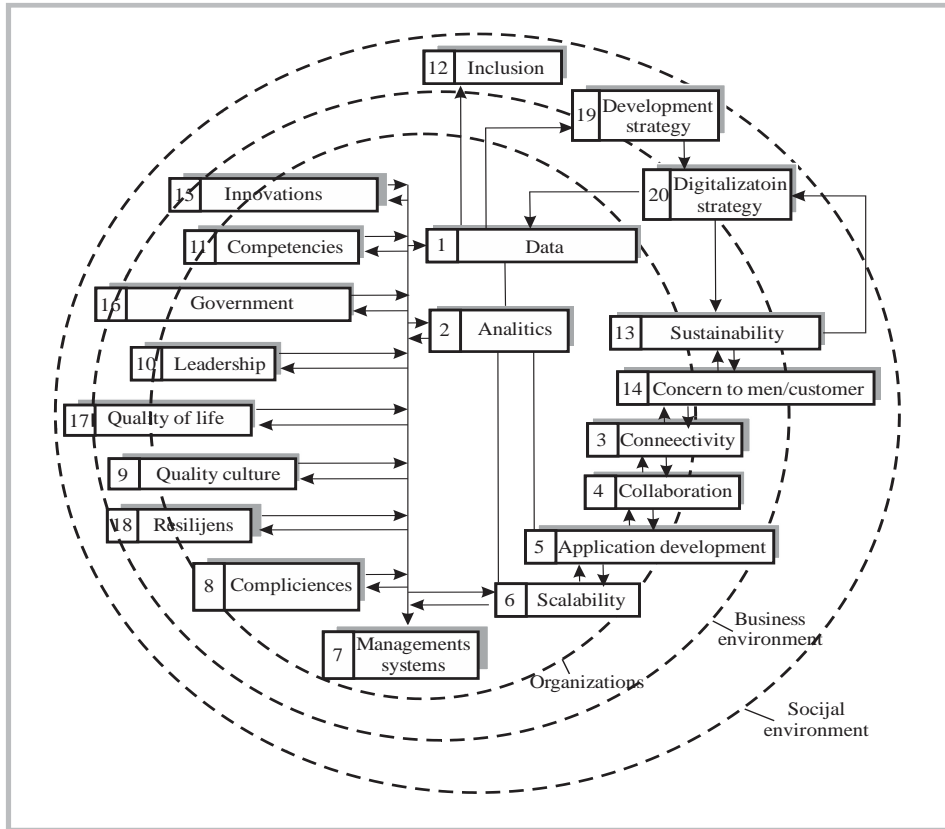 12 Inclusion
19 Development
strategy
20 Digitalizatoin
strategy
15 Innovations
11 Competencies
1 Data
16 Government
2 Analitics
13 Sustainability
10 Leadership
14 Concern to men/customer
17 Quality of life
3 Conneectivity
9 Quality culture
4 Collaboration
18 Resilijens
5 Application development
8 Compliciences
6 Scalability
7 Managements
systems
Business
environment
Organizations
Socijal
environment